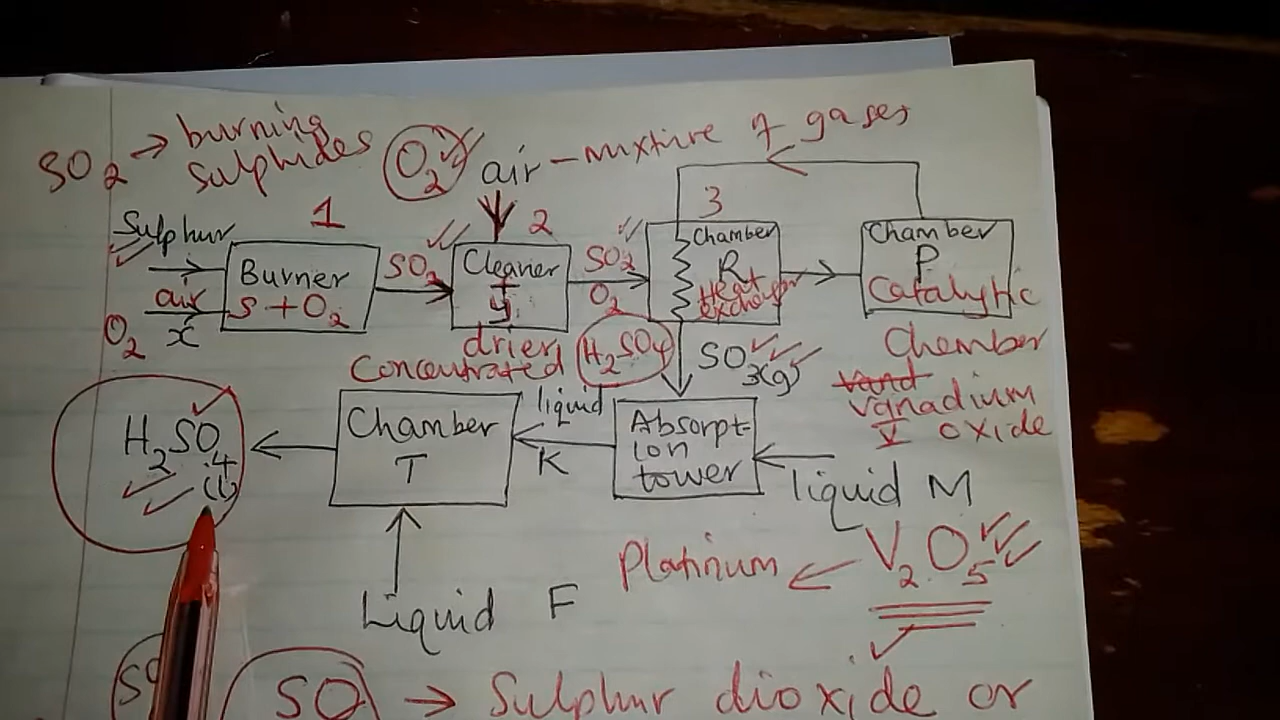 SO2 → burning
sulphides
O2 air - mixture of gases
Sulphur
1
2
3
Burner
S + O2
air
x
O2
SO2
Cleaner
+
y
drier
SO2
O2
Chamber
R
Heat
exchanger
Chamber
P
Catalytic
Chamber
Vanadium
V oxide
Concentrated H2SO4
SO3(g)
H2SO4
(l)
Chamber
T
liquid
K
Absorpt-
ion
tower
liquid M
Liquid F
Platinum ← V2O5
SO → Sulphur dioxide or